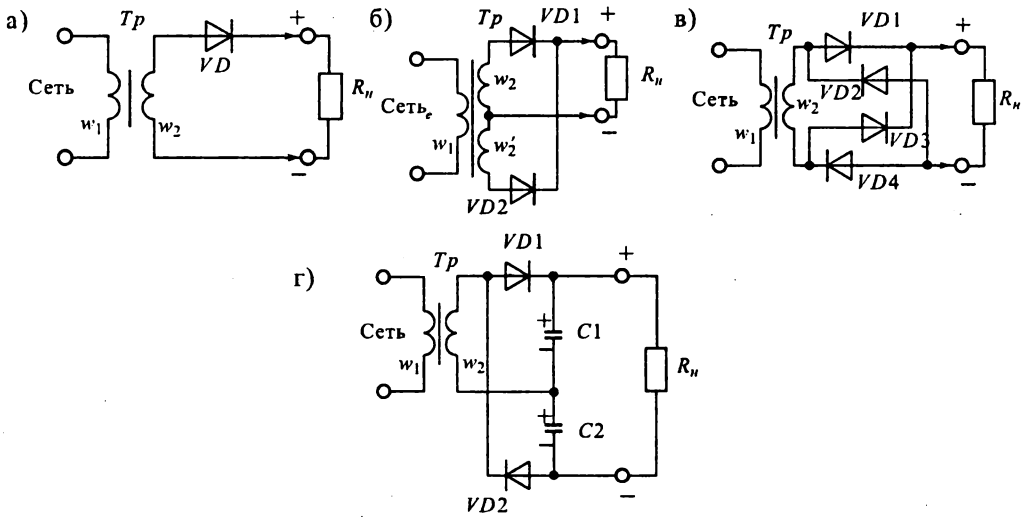 а)
Тр
VD
+
Сеть
w1
w2
Rн
−
б)
Тр
VD1
+
w2
Rн
Сеть
w1
w2′
−
VD2
в)
VD1
Тр
+
VD2
Сеть
w2
Rн
w1
VD3
−
VD4
г)
VD1
Тр
+
+
C1
Сеть
−
w1
w2
Rн
+
C2
−
VD2
−